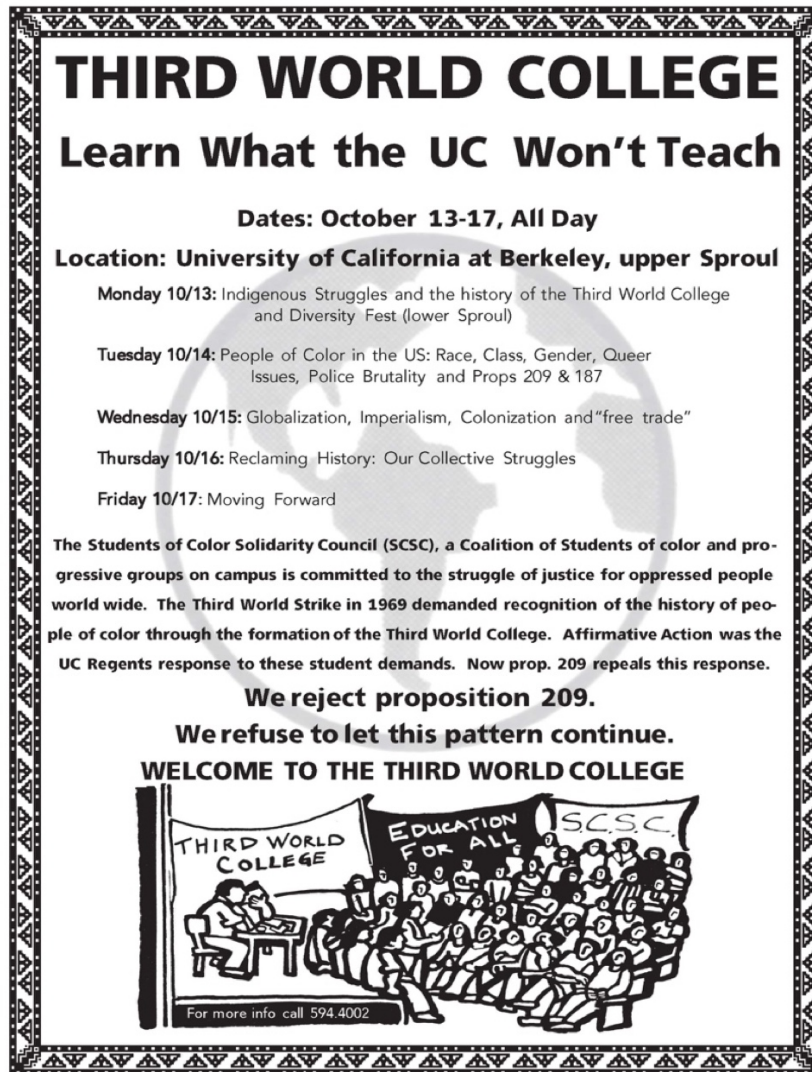 THIRD WORLD COLLEGE
Learn What the UC Won't Teach
Dates: October 13-17, All Day
Location: University of California at Berkeley, upper Sproul
Monday 10/13: Indigenous Struggles and the history of the Third World College
and Diversity Fest (lower Sproul)
Tuesday 10/14: People of Color in the US: Race, Class, Gender, Queer
Issues, Police Brutality and Props 209 & 187
Wednesday 10/15: Globalization, Imperialism, Colonization and "free trade"
Thursday 10/16: Reclaming History: Our Collective Struggles
Friday 10/17: Moving Forward
The Students of Color Solidarity Council (SCSC), a Coalition of Students of color and pro-
gressive groups on campus is committed to the struggle of justice for oppressed people
world wide. The Third World Strike in 1969 demanded recognition of the history of peo-
ple of color through the formation of the Third World College. Affirmative Action was the
UC Regents response to these student demands. Now prop. 209 repeals this response.
We reject proposition 209.
We refuse to let this pattern continue.
WELCOME TO THE THIRD WORLD COLLEGE
THIRD WORLD
COLLEGE
EDUCATION
FOR ALL
S.C.S.C.
For more info call 594.4002